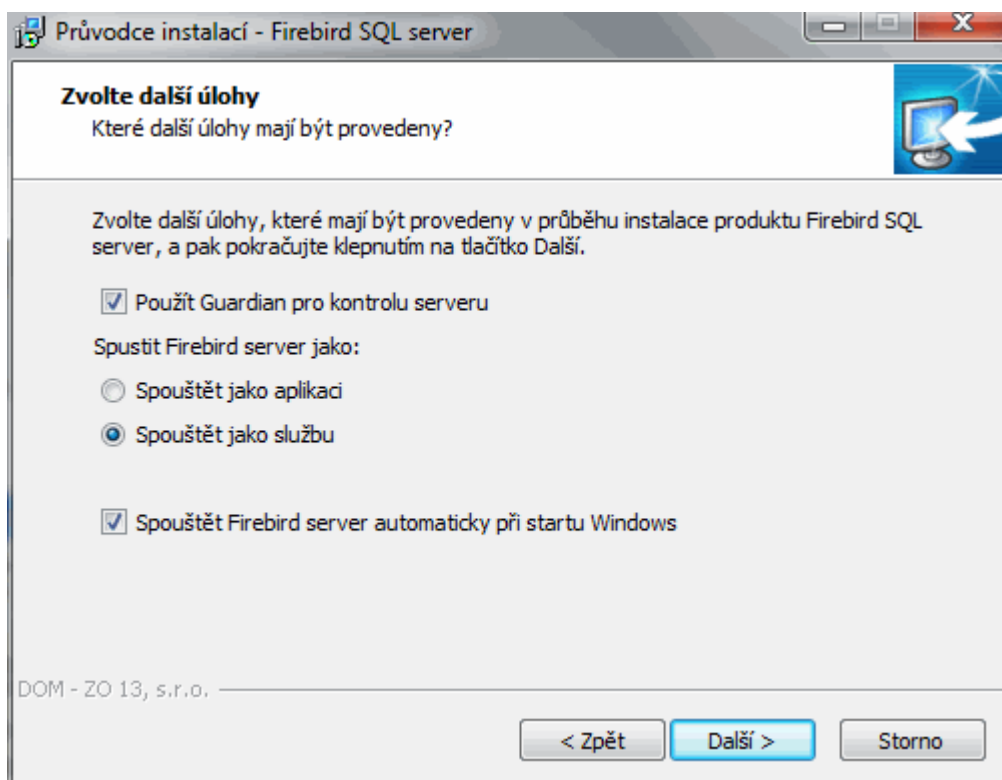 Průvodce instalací - Firebird SQL server
Zvolte další úlohy
Které další úlohy mají být provedeny?
Zvolte další úlohy, které mají být provedeny v průběhu instalace produktu Firebird SQL
server, a pak pokračujte klepnutím na tlačítko Další.
Použít Guardian pro kontrolu serveru
Spustit Firebird server jako:
Spouštět jako aplikaci
Spouštět jako službu
Spouštět Firebird server automaticky při startu Windows
DOM - ZO 13, s.r.o.
< Zpět Další > Storno